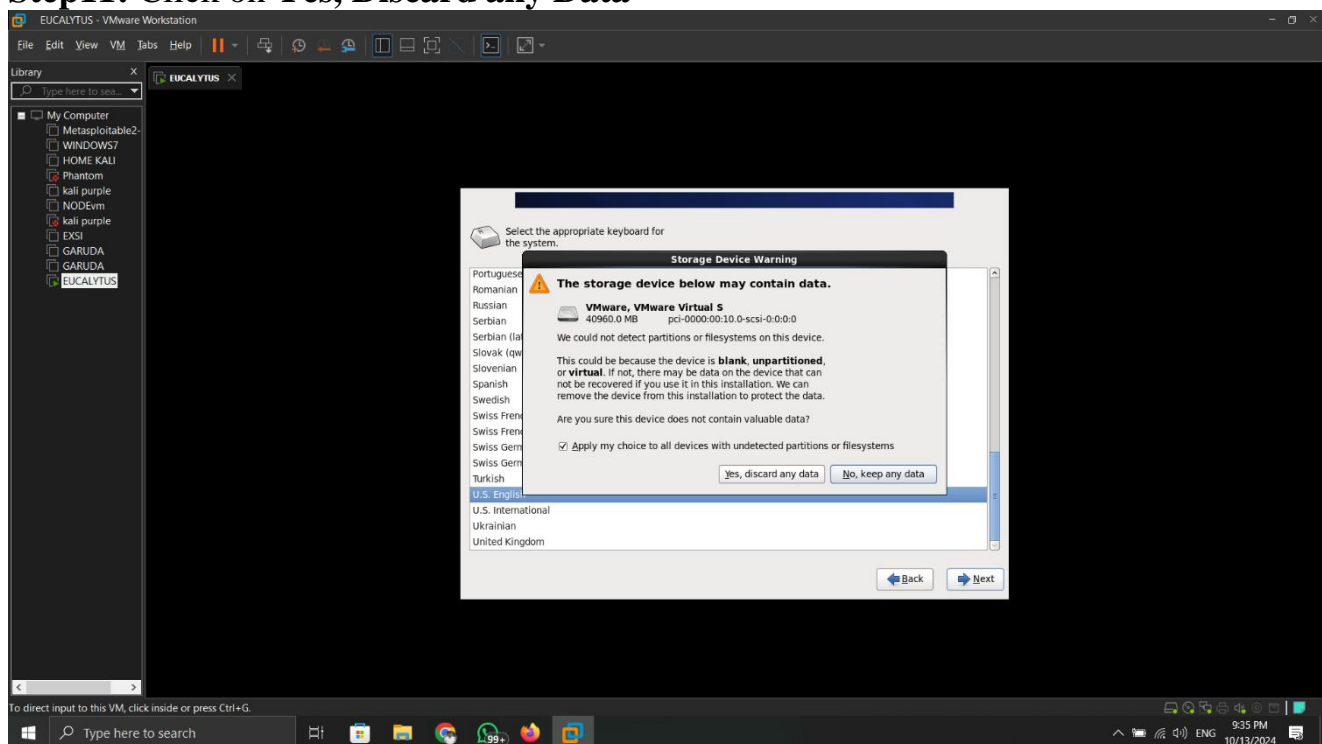 Step11: Click on Yes, Discard any Data
EUCALYTUS - VMware Workstation
File Edit View VM Tabs Help
Library X
EUCALYTUS
Type here to sea...
My Computer
Metasploitable2-
WINDOWS7
HOME KALI
Phantom
kali purple
NODEvm
kali purple
EXSI
GARUDA
GARUDA
EUCALYTUS
Select the appropriate keyboard for
the system.
Storage Device Warning
The storage device below may contain data.
VMware, VMware Virtual S
40960.0 MB pci-0000:00:10.0-scsi-0:0:0:0
We could not detect partitions or filesystems on this device.
This could be because the device is blank, unpartitioned,
or virtual. If not, there may be data on the device that can
not be recovered if you use it in this installation. We can
remove the device from this installation to protect the data.
Are you sure this device does not contain valuable data?
Apply my choice to all devices with undetected partitions or filesystems
Yes, discard any data No, keep any data
Portuguese
Romanian
Russian
Serbian
Serbian (la
Slovak (qw
Slovenian
Spanish
Swedish
Swiss Fren
Swiss Fren
Swiss Germ
Swiss Germ
Turkish
U.S. English
U.S. International
Ukrainian
United Kingdom
Back Next
To direct input to this VM, click inside or press Ctrl+G.
Type here to search
99+
ENG
9:35 PM
10/13/2024